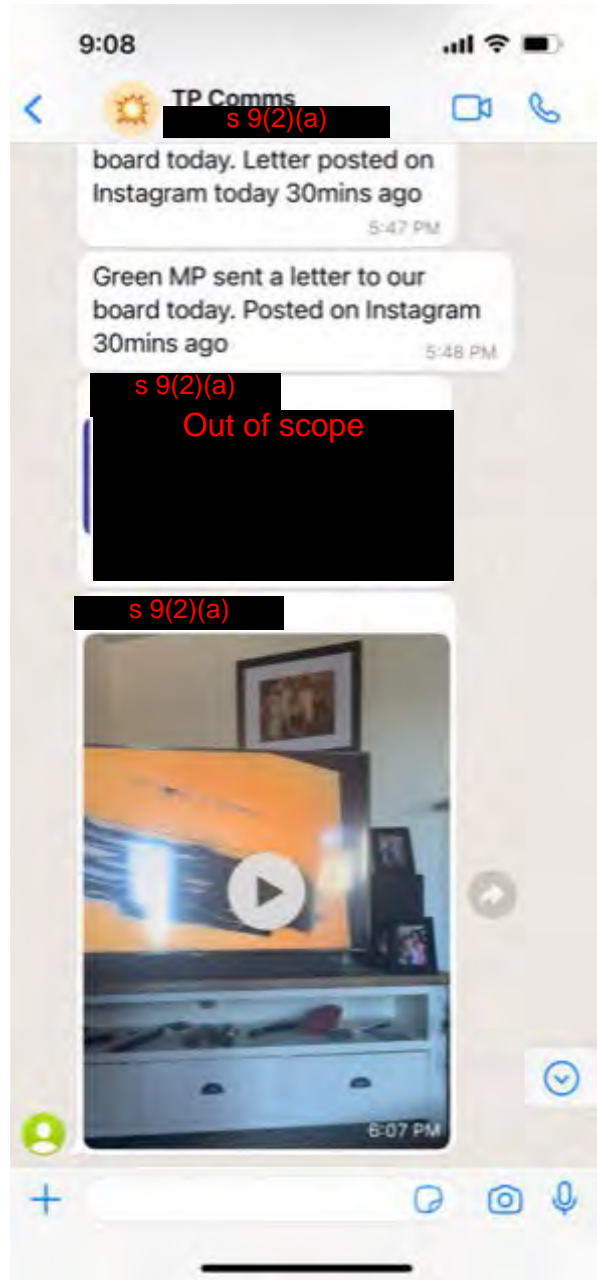 9:08
TP Comms
s 9(2)(a)
board today. Letter posted on
Instagram today 30mins ago
5:47 PM
Green MP sent a letter to our
board today. Posted on Instagram
30mins ago
5:48 PM
s 9(2)(a)
Out of scope
s 9(2)(a)
6:07 PM